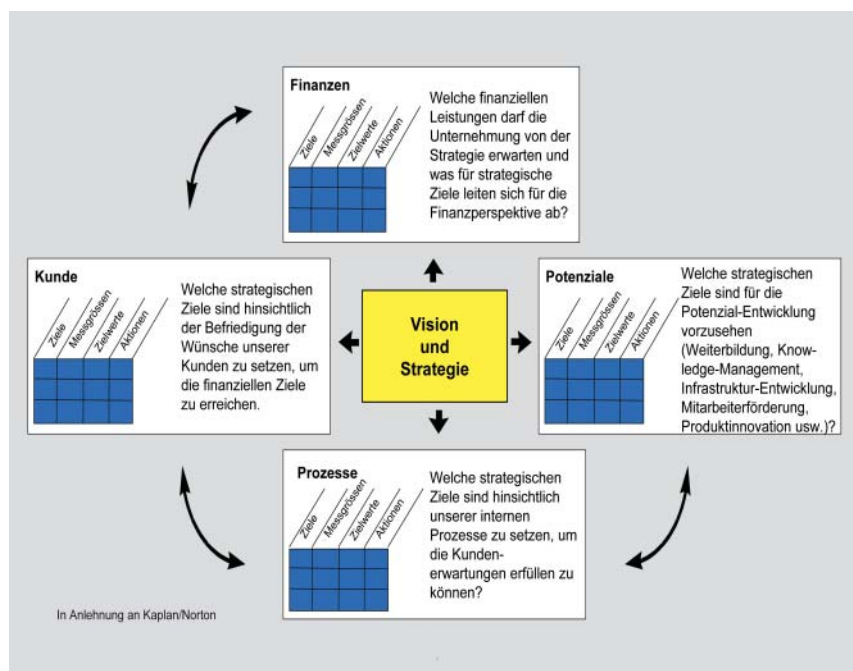 Finanzen
Ziele
Messgrössen
Zielwerte
Aktionen
Welche finanziellen
Leistungen darf die
Unternehmung von der
Strategie erwarten und
was für strategische
Ziele leiten sich für die
Finanzperspektive ab?
Kunde
Ziele
Messgrössen
Zielwerte
Aktionen
Welche strategischen
Ziele sind hinsichtlich
der Befriedigung der
Wünsche unserer
Kunden zu setzen, um
die finanziellen Ziele
zu erreichen.
Vision
und
Strategie
Potenziale
Ziele
Messgrössen
Zielwerte
Aktionen
Welche strategischen
Ziele sind für die
Potenzial-Entwicklung
vorzusehen
(Weiterbildung, Know-
ledge-Management,
Infrastruktur-Entwicklung,
Mitarbeiterförderung,
Produktinnovation usw.)?
Prozesse
Ziele
Messgrössen
Zielwerte
Aktionen
Welche strategischen
Ziele sind hinsichtlich
unserer internen
Prozesse zu setzen, um
die Kunden-
erwartungen erfüllen zu
können?
In Anlehnung an Kaplan/Norton